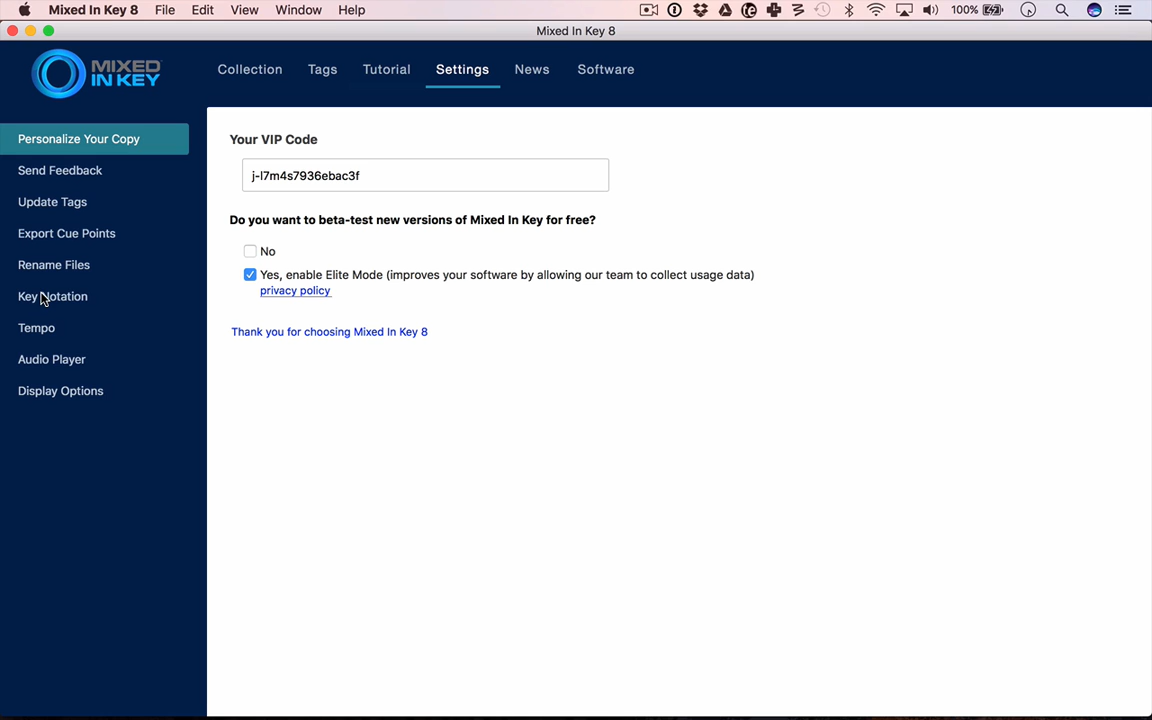 Mixed In Key 8 File Edit View Window Help 100%
Mixed In Key 8
MIXED IN KEY
Collection Tags Tutorial Settings News Software
Personalize Your Copy
Send Feedback
Update Tags
Export Cue Points
Rename Files
Key Notation
Tempo
Audio Player
Display Options
Your VIP Code
j-l7m4s7936ebac3f
Do you want to beta-test new versions of Mixed In Key for free?
No
Yes, enable Elite Mode (improves your software by allowing our team to collect usage data)
privacy policy
Thank you for choosing Mixed In Key 8